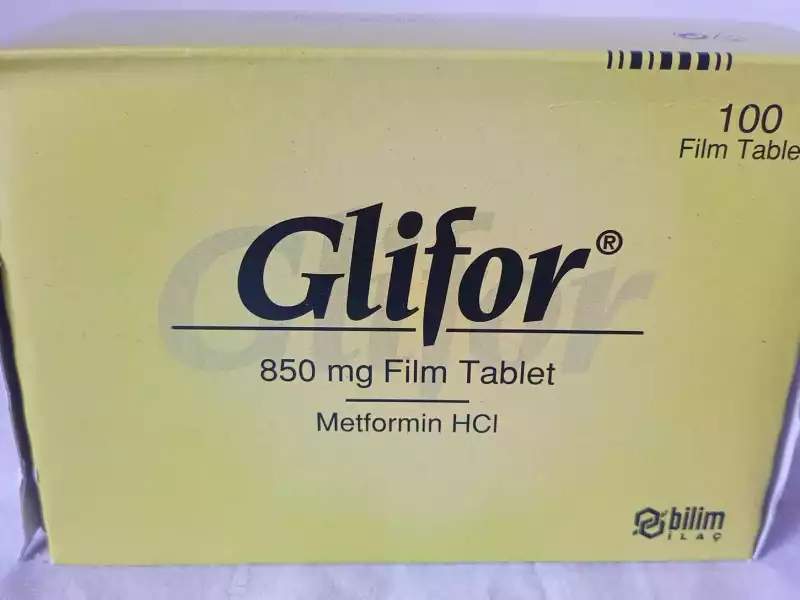 100
Film Table
Glifor®
850 mg Film Tablet
Metformin HCl
bilim
İLAÇ